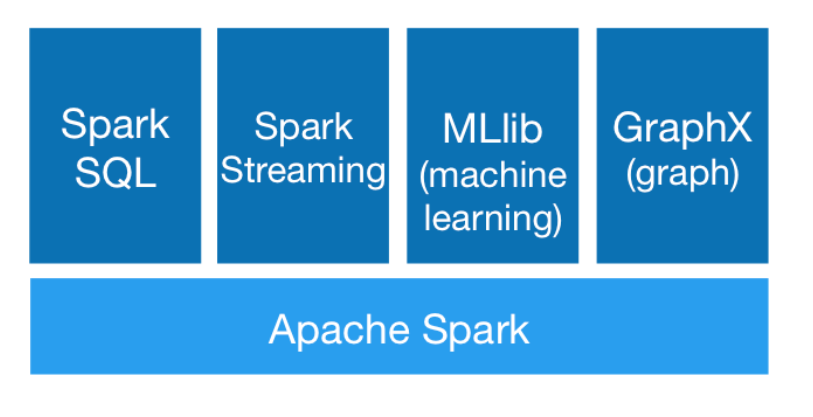 Spark
SQL
Spark
Streaming
MLlib
(machine
learning)
GraphX
(graph)
Apache Spark